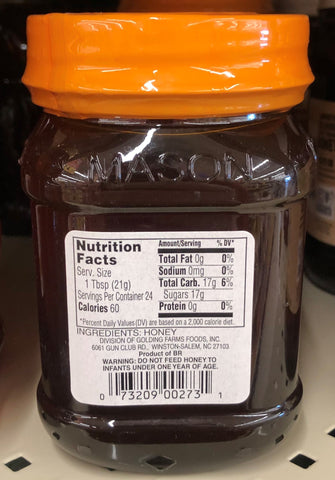 MASON
Nutrition
Facts
Serv. Size
1 Tbsp (21g)
Servings Per Container 24
Calories 60
Amount/Serving % DV*
Total Fat 0g 0%
Sodium 0mg 0%
Total Carb. 17g 6%
Sugars 17g
Protein 0g 0%
*Percent Daily Values (DV) are based on a 2,000 calorie diet.
INGREDIENTS: HONEY
DIVISION OF GOLDING FARMS FOODS, INC.
6061 GUN CLUB RD., WINSTON-SALEM, NC 27103
Product of BR
WARNING: DO NOT FEED HONEY TO
INFANTS UNDER ONE YEAR OF AGE.
0 73209 00273 1